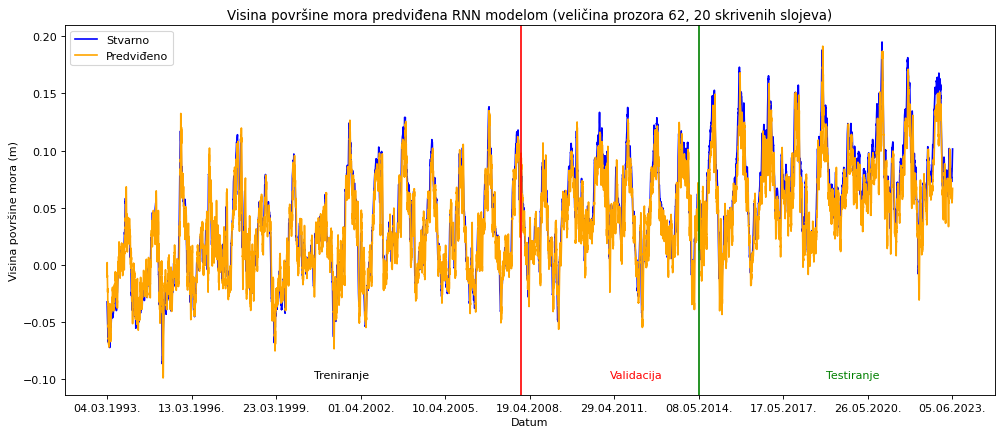 Visina površine mora predviđena RNN modelom (veličina prozora 62, 20 skrivenih slojeva)
Stvarno
Predviđeno
Visina površine mora (m)
0.20
0.15
0.10
0.05
0.00
−0.05
−0.10
Treniranje
Validacija
Testiranje
04.03.1993.
13.03.1996.
23.03.1999.
01.04.2002.
10.04.2005.
19.04.2008.
29.04.2011.
08.05.2014.
17.05.2017.
26.05.2020.
05.06.2023.
Datum